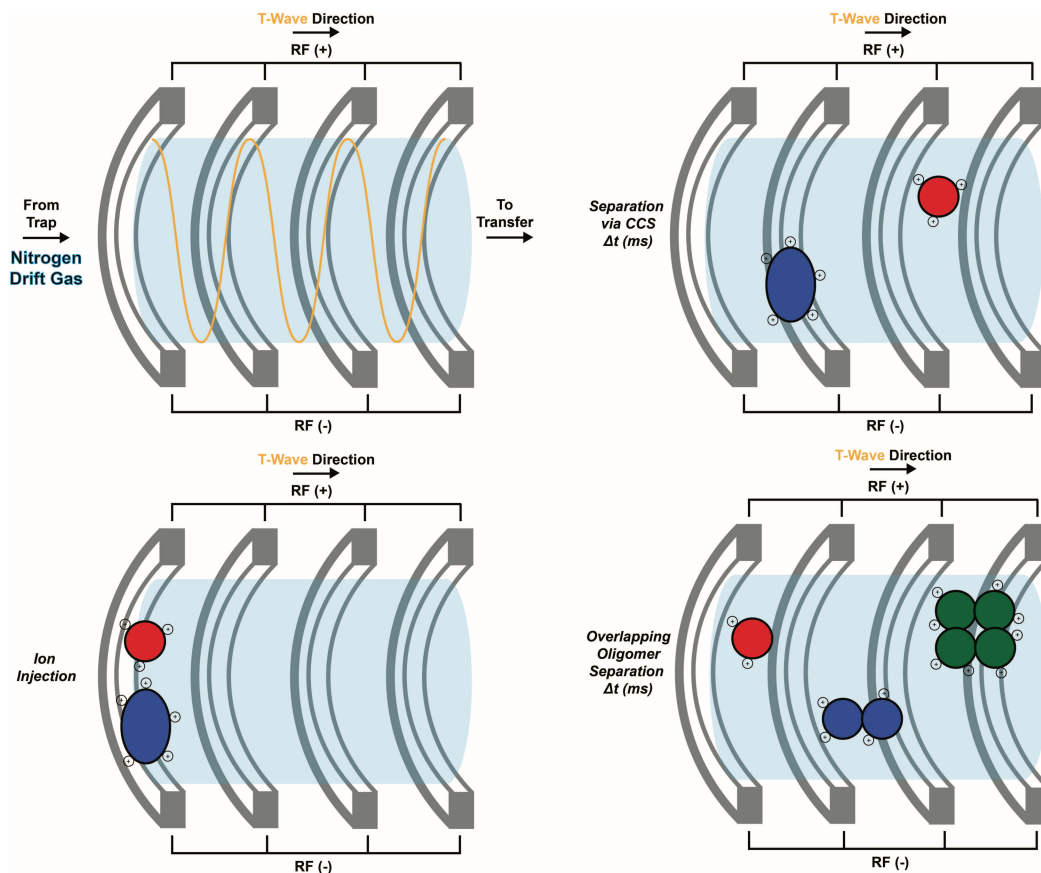 T-Wave Direction
RF (+)
From
Trap
Nitrogen
Drift Gas
To
Transfer
RF (-)
T-Wave Direction
RF (+)
Separation
via CCS
Δt (ms)
+
+
+
+
+
+
+
+
RF (-)
T-Wave Direction
RF (+)
Ion
Injection
+
+
+
+
+
+
+
+
RF (-)
T-Wave Direction
RF (+)
Overlapping
Oligomer
Separation
Δt (ms)
+
+
+
+
+
+
+
+
+
+
+
+
+
+
RF (-)